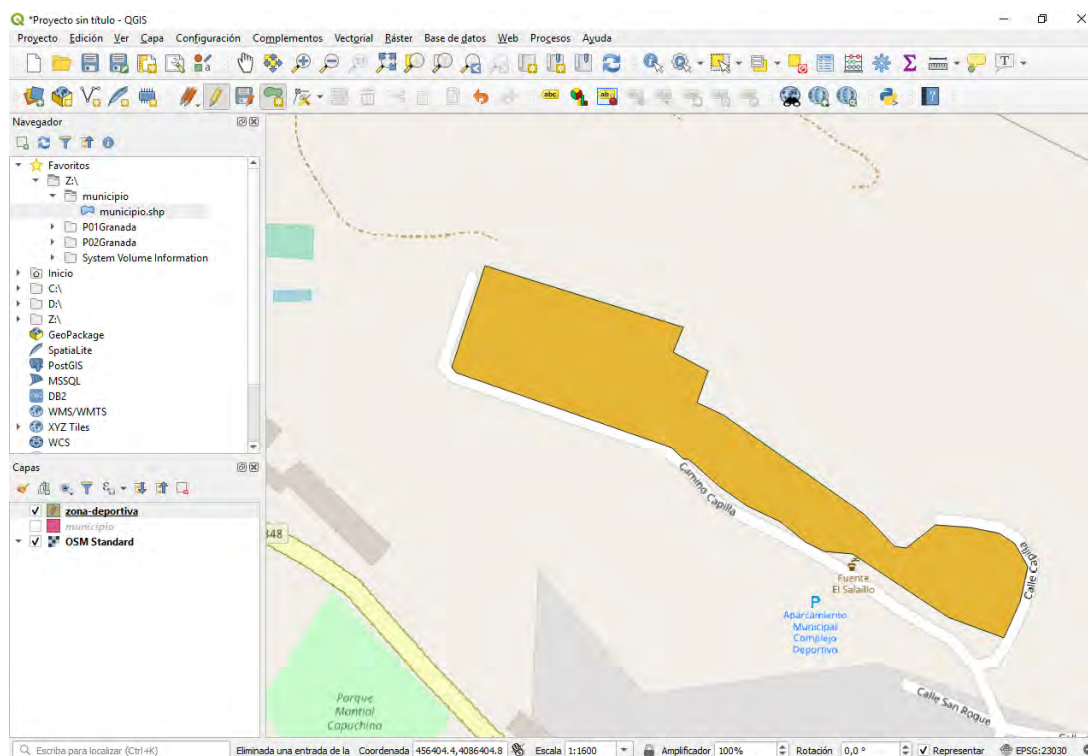 *Proyecto sin título - QGIS
Proyecto Edición Ver Capa Configuración Complementos Vectorial Ráster Base de datos Web Procesos Ayuda
Navegador
Favoritos
Z:\
municipio
municipio.shp
P01Granada
P02Granada
System Volume Information
Inicio
C:\
D:\
Z:\
GeoPackage
SpatiaLite
PostGIS
MSSQL
DB2
WMS/WMTS
XYZ Tiles
WCS
Capas
zona-deportiva
municipio
OSM Standard
348
Camino Capilla
Calle Capilla
Fuente
El Salaillo
P
Aparcamiento
Municipal
Complejo
Deportivo
Parque
Mantial
Capuchina
Calle San Roque
Escriba para localizar (Ctrl+K) Eliminada una entrada de la Coordenada 456404.4,4086404.8 Escala 1:1600 Amplificador 100% Rotación 0,0 ° Representar EPSG:23030